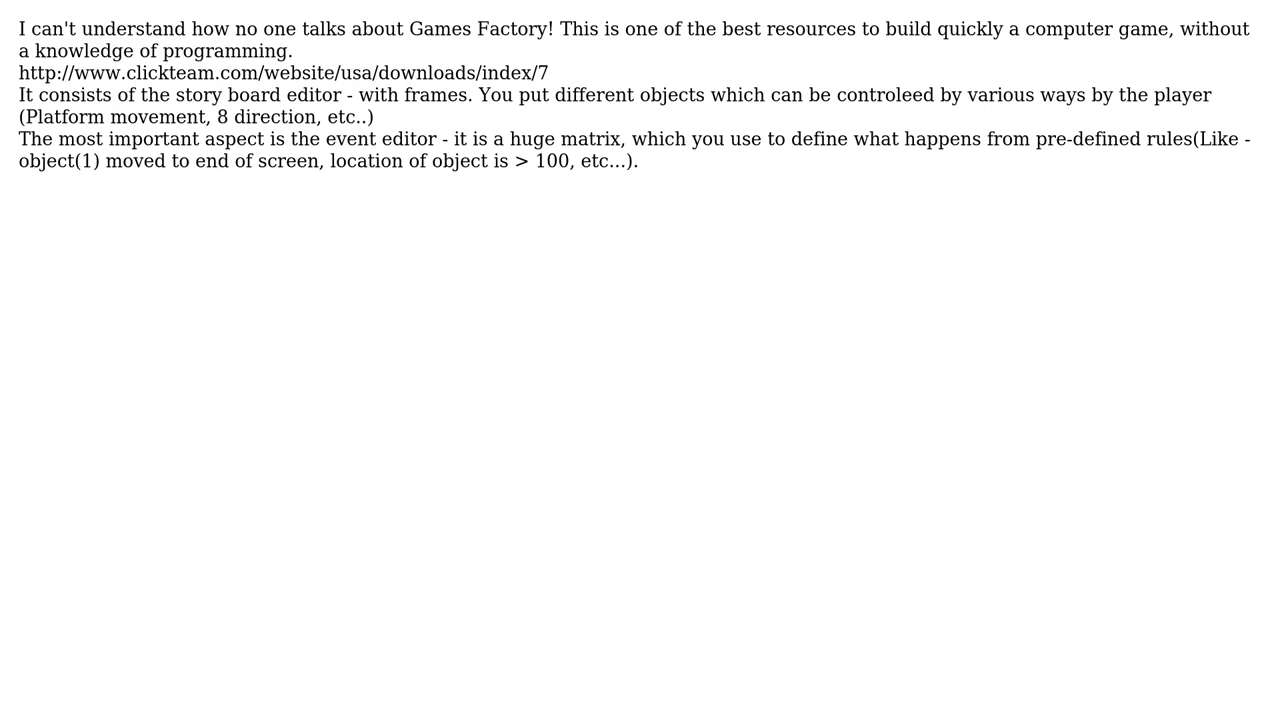 I can't understand how no one talks about Games Factory! This is one of the best resources to build quickly a computer game, without
a knowledge of programming.
http://www.clickteam.com/website/usa/downloads/index/7
It consists of the story board editor - with frames. You put different objects which can be controleed by various ways by the player
(Platform movement, 8 direction, etc..)
The most important aspect is the event editor - it is a huge matrix, which you use to define what happens from pre-defined rules(Like -
object(1) moved to end of screen, location of object is > 100, etc...).